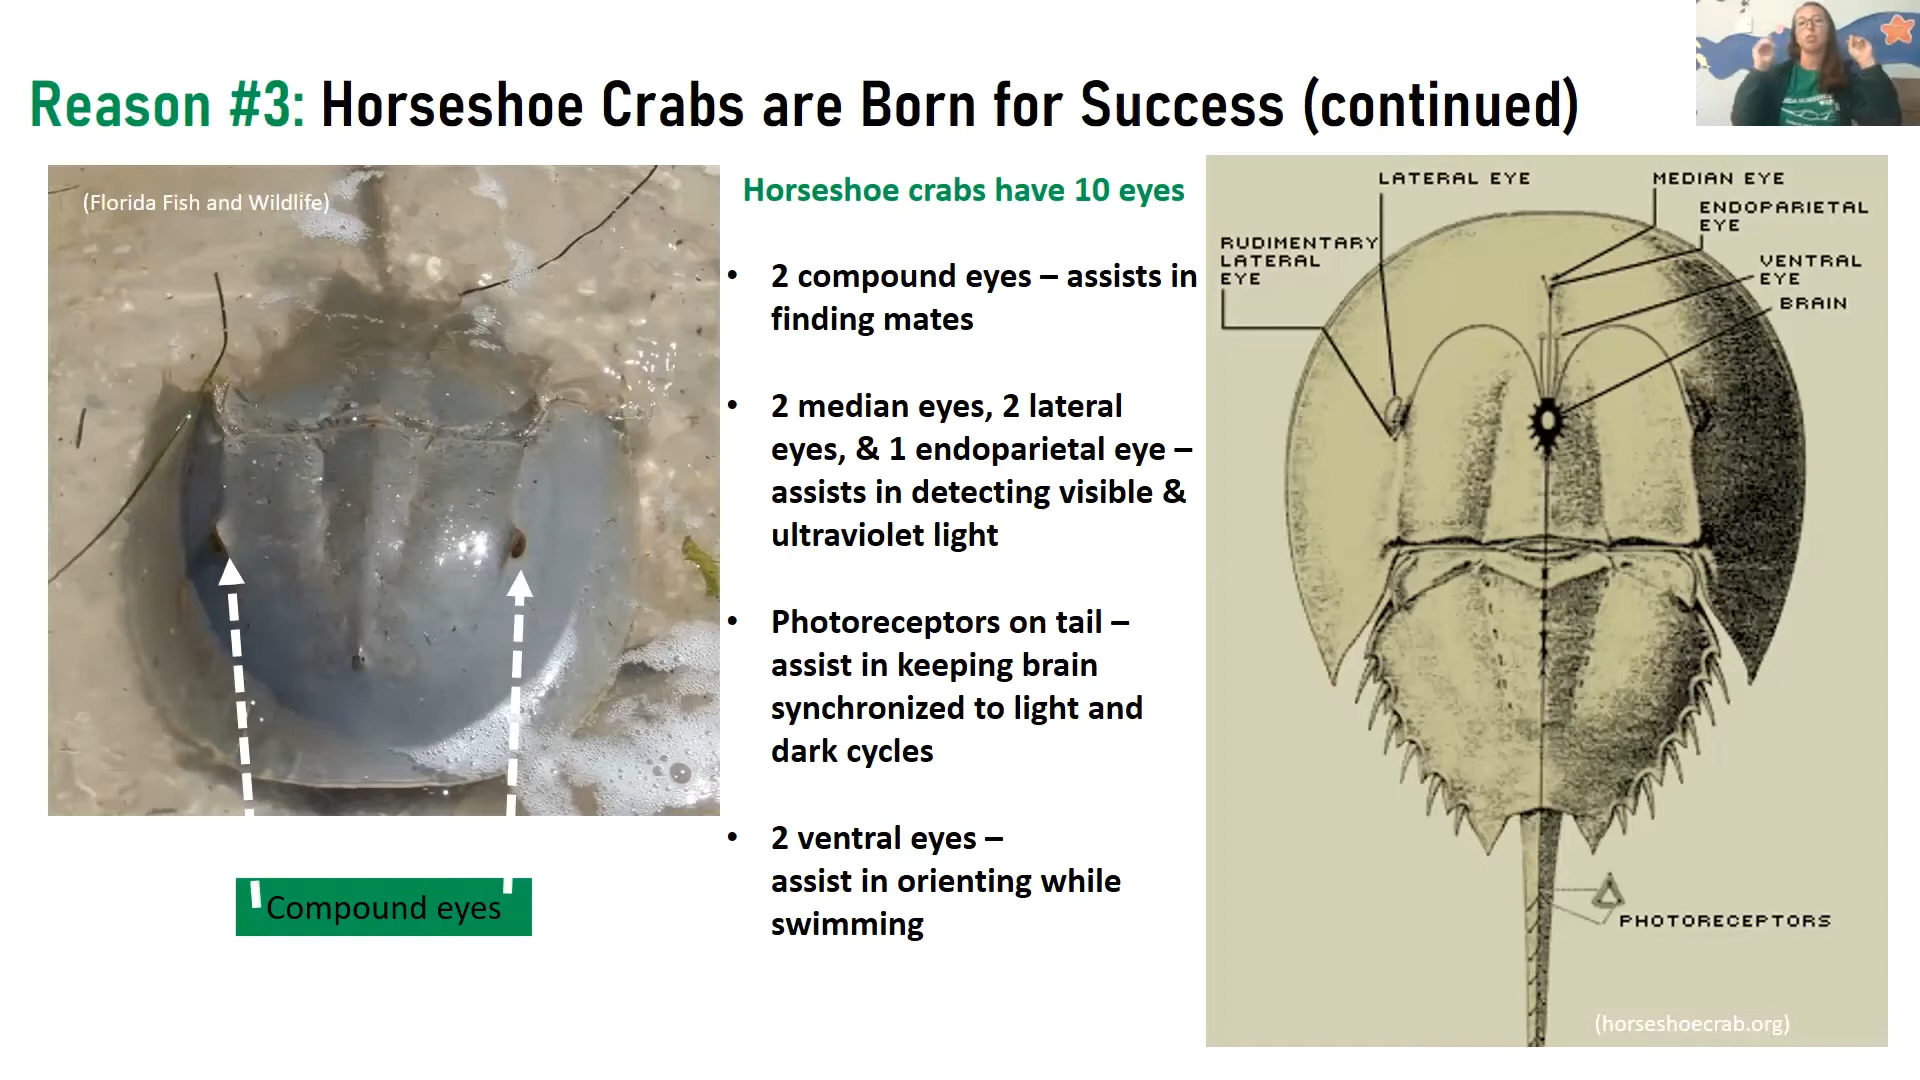 Reason #3: Horseshoe Crabs are Born for Success (continued)
(Florida Fish and Wildlife)
Compound eyes
Horseshoe crabs have 10 eyes
• 2 compound eyes – assists in
finding mates
• 2 median eyes, 2 lateral
eyes, & 1 endoparietal eye –
assists in detecting visible &
ultraviolet light
• Photoreceptors on tail –
assist in keeping brain
synchronized to light and
dark cycles
• 2 ventral eyes –
assist in orienting while
swimming
LATERAL EYE
MEDIAN EYE
ENDOPARIETAL
EYE
RUDIMENTARY
LATERAL
EYE
VENTRAL
EYE
BRAIN
PHOTORECEPTORS
(horseshoecrab.org)